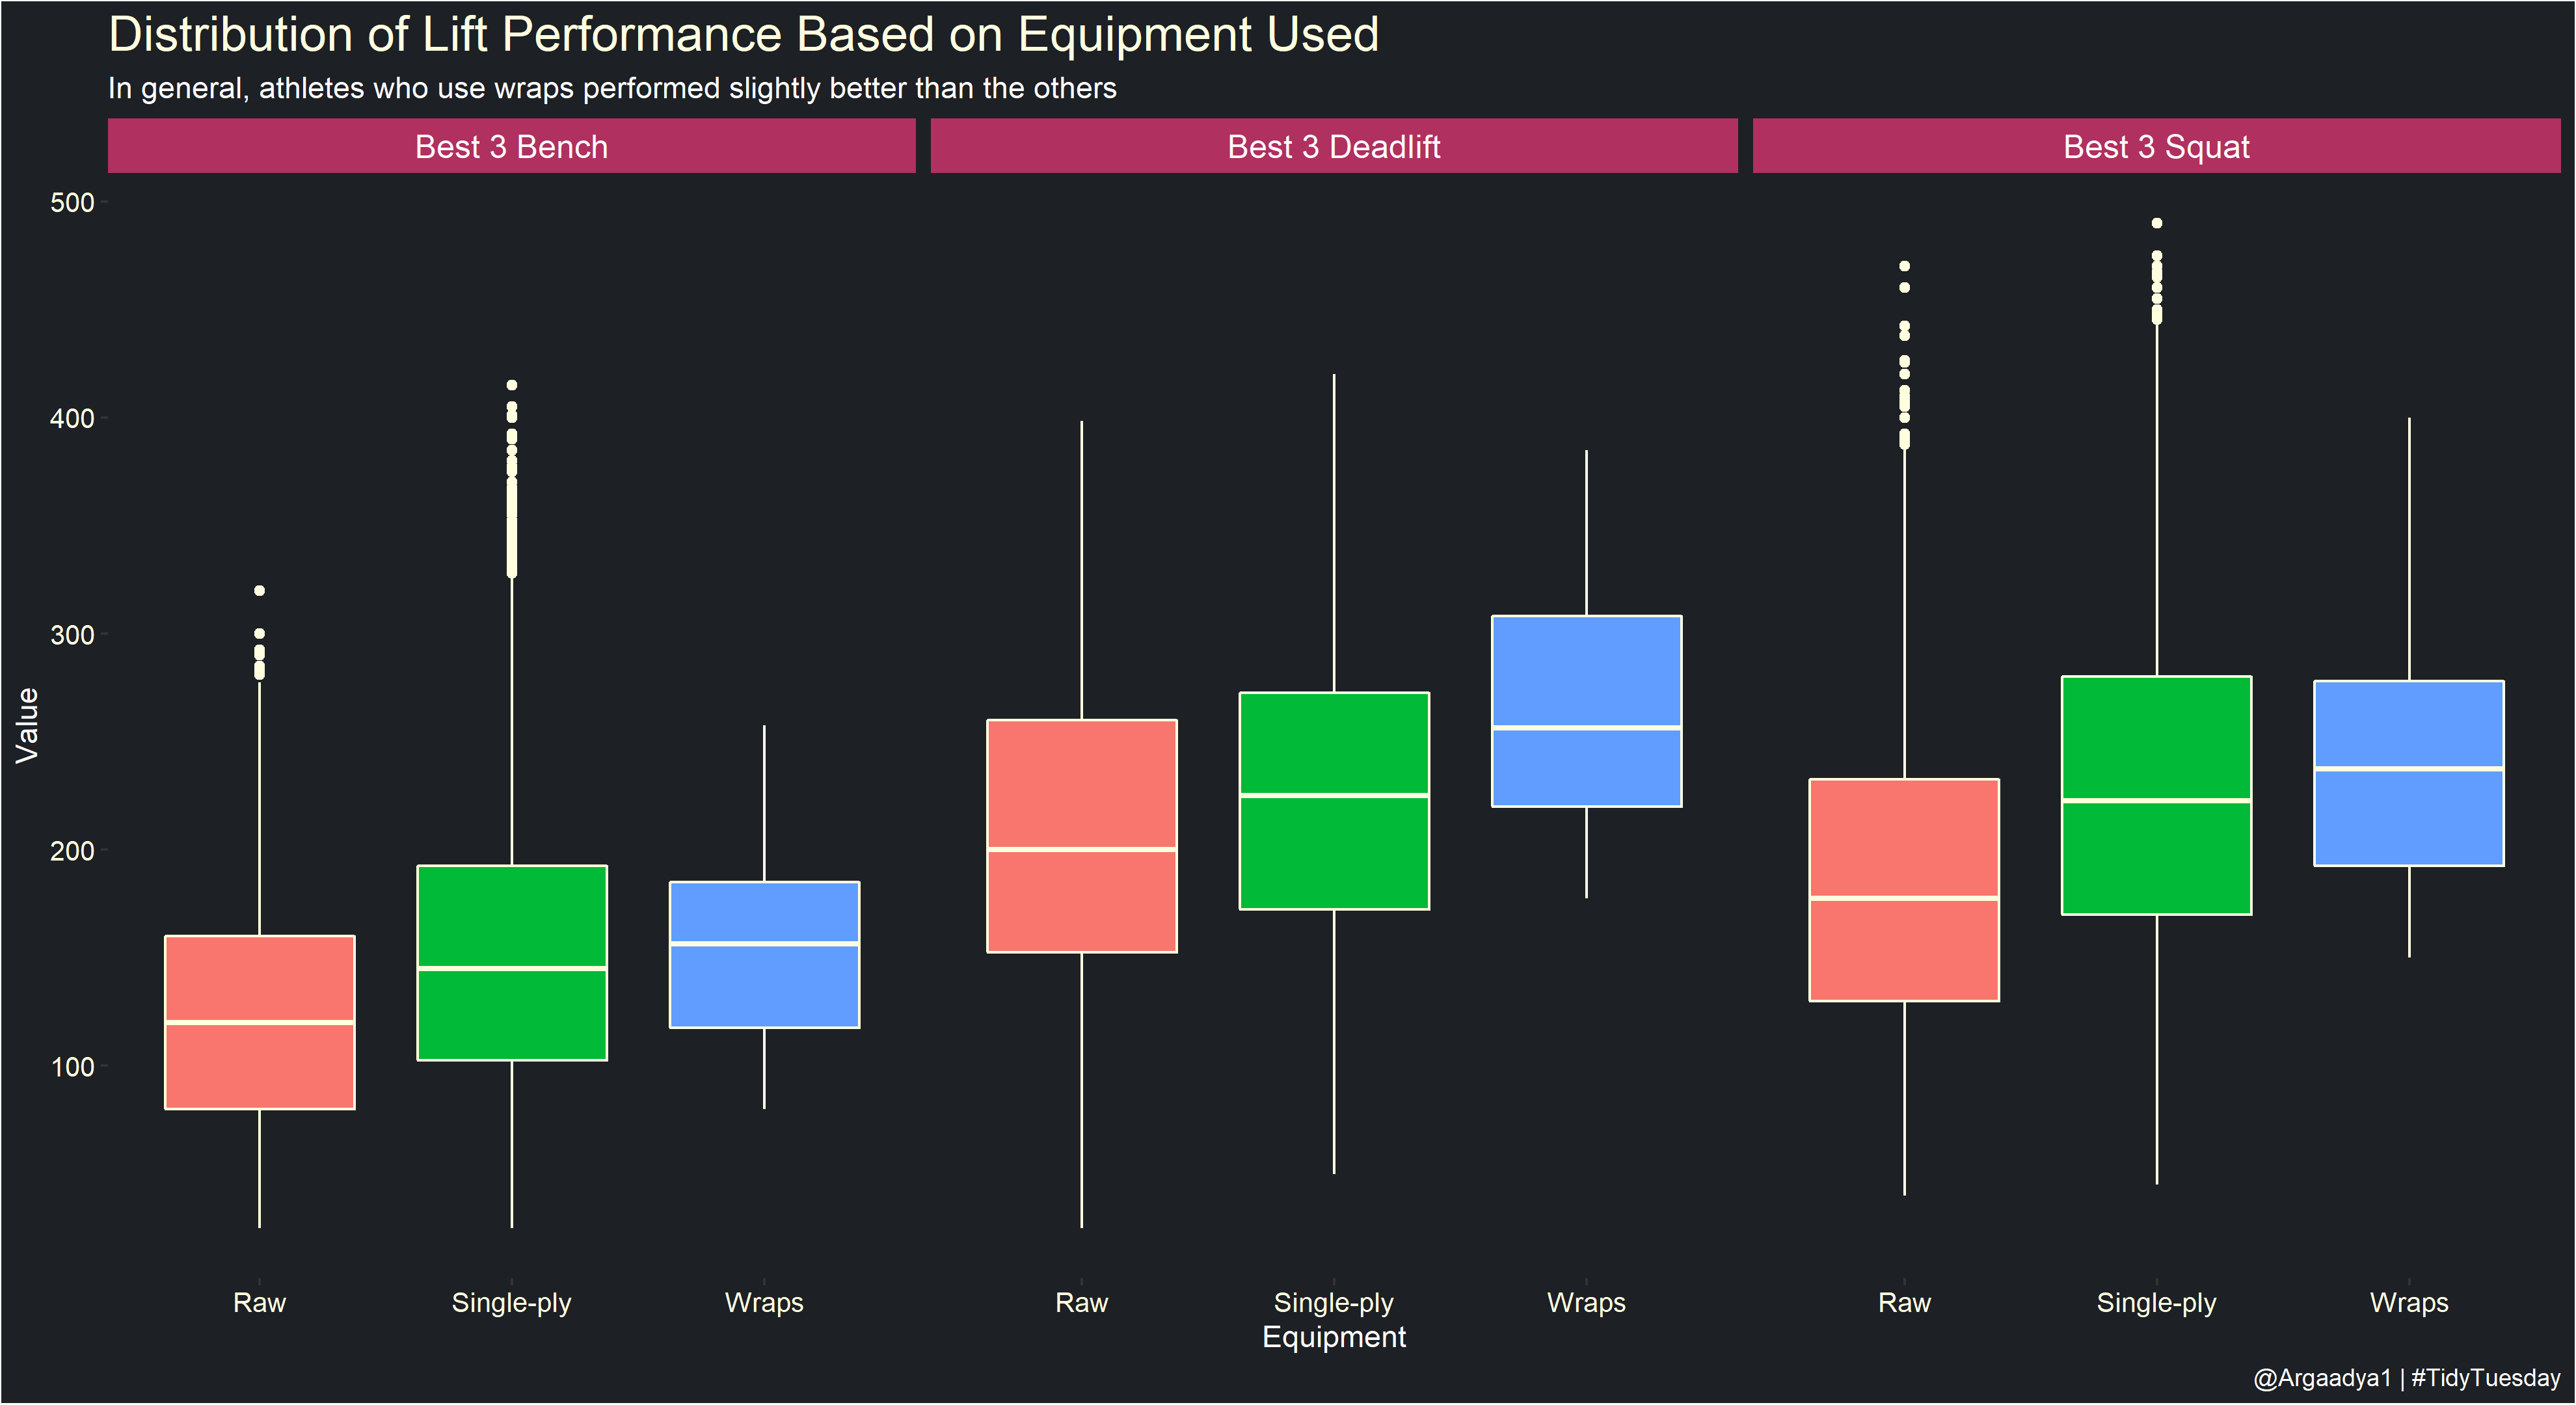 Distribution of Lift Performance Based on Equipment Used
In general, athletes who use wraps performed slightly better than the others
Best 3 Bench
Best 3 Deadlift
Best 3 Squat
500
400
300
200
100
Value
Raw
Single-ply
Wraps
Raw
Single-ply
Wraps
Raw
Single-ply
Wraps
Equipment
@Argaadya1 | #TidyTuesday